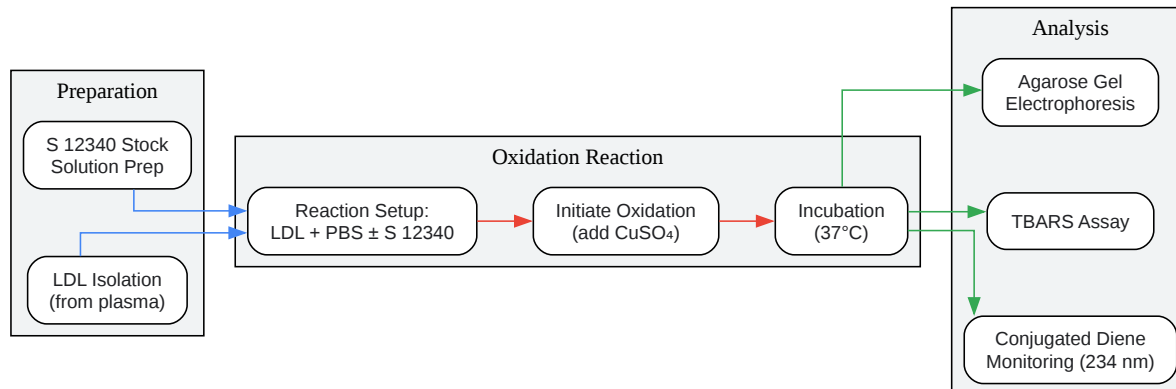 Preparation
S 12340 Stock
Solution Prep
LDL Isolation
(from plasma)
Oxidation Reaction
Reaction Setup:
LDL + PBS ± S 12340
Initiate Oxidation
(add CuSO₄)
Incubation
(37°C)
Analysis
Agarose Gel
Electrophoresis
TBARS Assay
Conjugated Diene
Monitoring (234 nm)